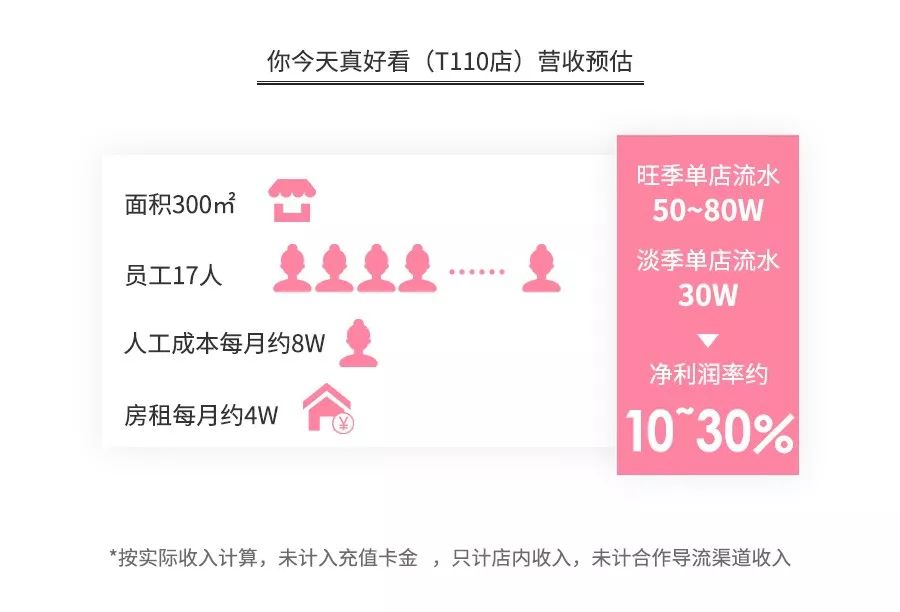 你今天真好看（T110店）营收预估
面积300㎡
员工17人
人工成本每月约8W
房租每月约4W
¥
旺季单店流水
50~80W
淡季单店流水
30W
净利润率约
10~30%
*按实际收入计算，未计入充值卡金 ，只计店内收入，未计合作导流渠道收入